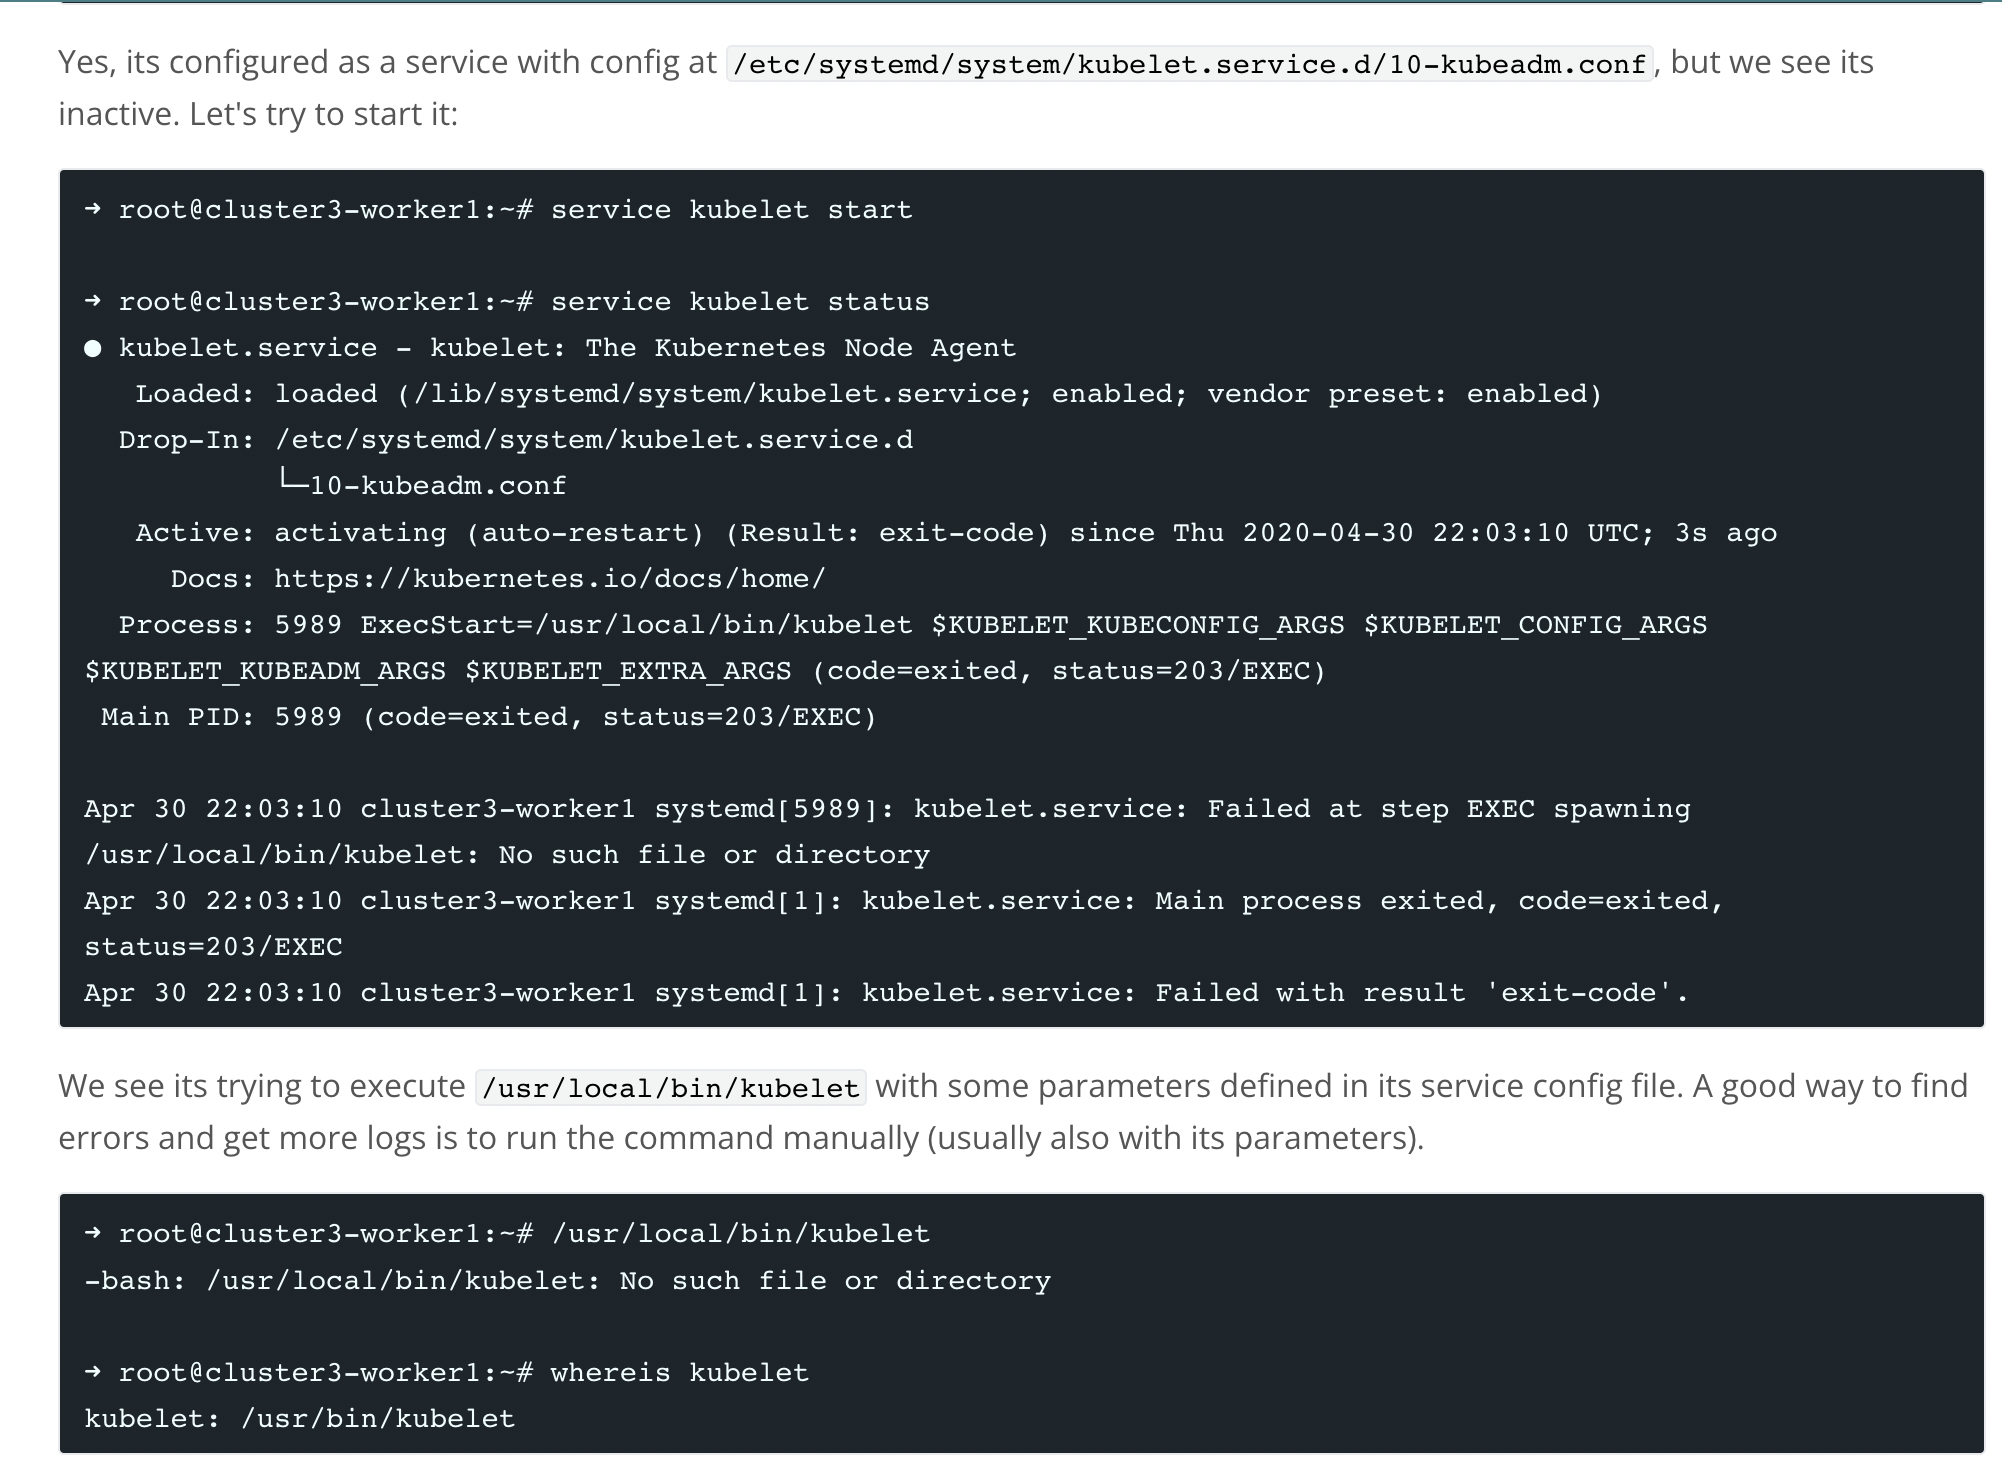 Yes, its configured as a service with config at /etc/systemd/system/kubelet.service.d/10-kubeadm.conf, but we see its
inactive. Let's try to start it:
➜ root@cluster3-worker1:~# service kubelet start
➜ root@cluster3-worker1:~# service kubelet status
● kubelet.service - kubelet: The Kubernetes Node Agent
   Loaded: loaded (/lib/systemd/system/kubelet.service; enabled; vendor preset: enabled)
  Drop-In: /etc/systemd/system/kubelet.service.d
           └─10-kubeadm.conf
   Active: activating (auto-restart) (Result: exit-code) since Thu 2020-04-30 22:03:10 UTC; 3s ago
     Docs: https://kubernetes.io/docs/home/
  Process: 5989 ExecStart=/usr/local/bin/kubelet $KUBELET_KUBECONFIG_ARGS $KUBELET_CONFIG_ARGS
$KUBELET_KUBEADM_ARGS $KUBELET_EXTRA_ARGS (code=exited, status=203/EXEC)
 Main PID: 5989 (code=exited, status=203/EXEC)
Apr 30 22:03:10 cluster3-worker1 systemd[5989]: kubelet.service: Failed at step EXEC spawning
/usr/local/bin/kubelet: No such file or directory
Apr 30 22:03:10 cluster3-worker1 systemd[1]: kubelet.service: Main process exited, code=exited,
status=203/EXEC
Apr 30 22:03:10 cluster3-worker1 systemd[1]: kubelet.service: Failed with result 'exit-code'.
We see its trying to execute /usr/local/bin/kubelet with some parameters defined in its service config file. A good way to find
errors and get more logs is to run the command manually (usually also with its parameters).
➜ root@cluster3-worker1:~# /usr/local/bin/kubelet
-bash: /usr/local/bin/kubelet: No such file or directory
➜ root@cluster3-worker1:~# whereis kubelet
kubelet: /usr/bin/kubelet